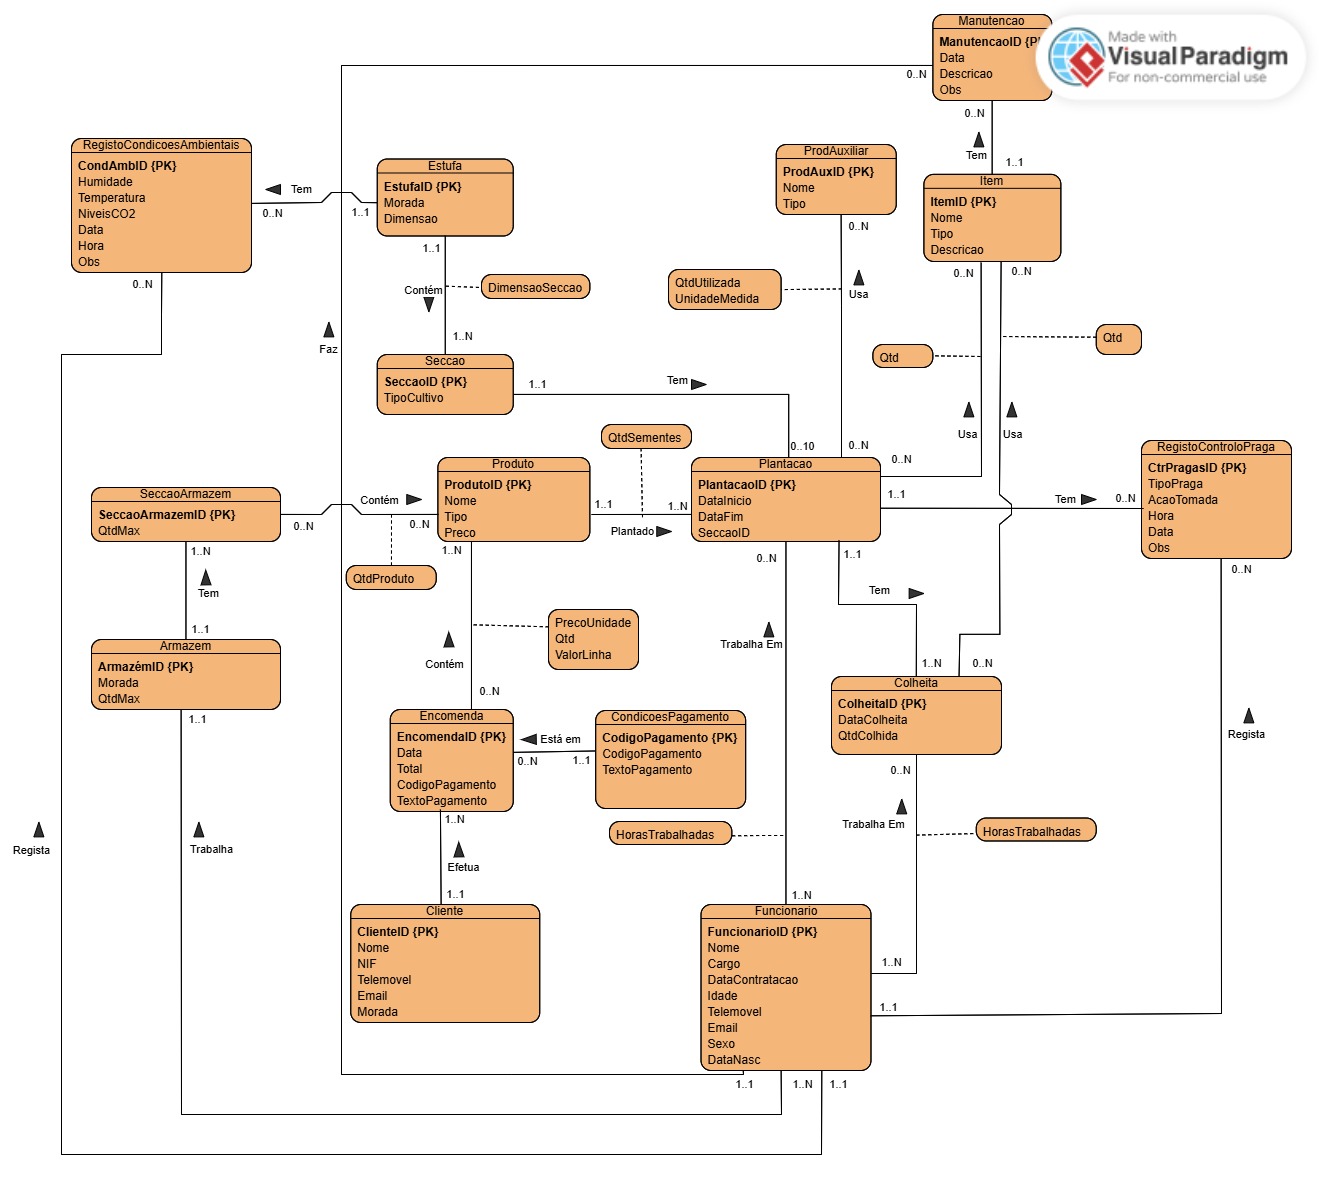 Manutencao
ManutencaoID {P
Data
Descricao
Obs
Made with
Visual Paradigm
For non-commercial use
0..N
0..N
Tem
1..1
RegistoCondicoesAmbientais
CondAmbID {PK}
Humidade
Temperatura
NiveisCO2
Data
Hora
Obs
0..N
Tem
0..N
1..1
Estufa
EstufaID {PK}
Morada
Dimensao
1..1
Contém
DimensaoSeccao
1..N
ProdAuxiliar
ProdAuxID {PK}
Nome
Tipo
0..N
Item
ItemID {PK}
Nome
Tipo
Descricao
0..N
0..N
QtdUtilizada
UnidadeMedida
Usa
Faz
Qtd
Qtd
Seccao
SeccaoID {PK}
TipoCultivo
1..1
Tem
0..10
0..N
0..N
Usa
Usa
QtdSementes
SeccaoArmazem
SeccaoArmazemID {PK}
QtdMax
Contém
0..N
0..N
Produto
ProdutoID {PK}
Nome
Tipo
Preco
1..1
1..N
Plantado
Plantacao
PlantacaoID {PK}
DataInicio
DataFim
SeccaoID
1..1
Tem
0..N
RegistoControloPraga
CtrPragasID {PK}
TipoPraga
AcaoTomada
Hora
Data
Obs
1..N
Tem
1..1
QtdProduto
1..N
0..N
1..1
0..N
Armazem
ArmazémID {PK}
Morada
QtdMax
1..1
PrecoUnidade
Qtd
ValorLinha
Contém
0..N
Trabalha Em
Tem
1..N
0..N
Colheita
ColheitaID {PK}
DataColheita
QtdColhida
0..N
Regista
Encomenda
EncomendaID {PK}
Data
Total
CodigoPagamento
TextoPagamento
1..N
Está em
0..N
1..1
CondicoesPagamento
CodigoPagamento {PK}
CodigoPagamento
TextoPagamento
HorasTrabalhadas
Trabalha Em
HorasTrabalhadas
Regista
Trabalha
Efetua
1..1
1..N
Cliente
ClienteID {PK}
Nome
NIF
Telemovel
Email
Morada
Funcionario
FuncionarioID {PK}
Nome
Cargo
DataContratacao
Idade
Telemovel
Email
Sexo
DataNasc
1..N
1..1
1..1
1..N
1..1